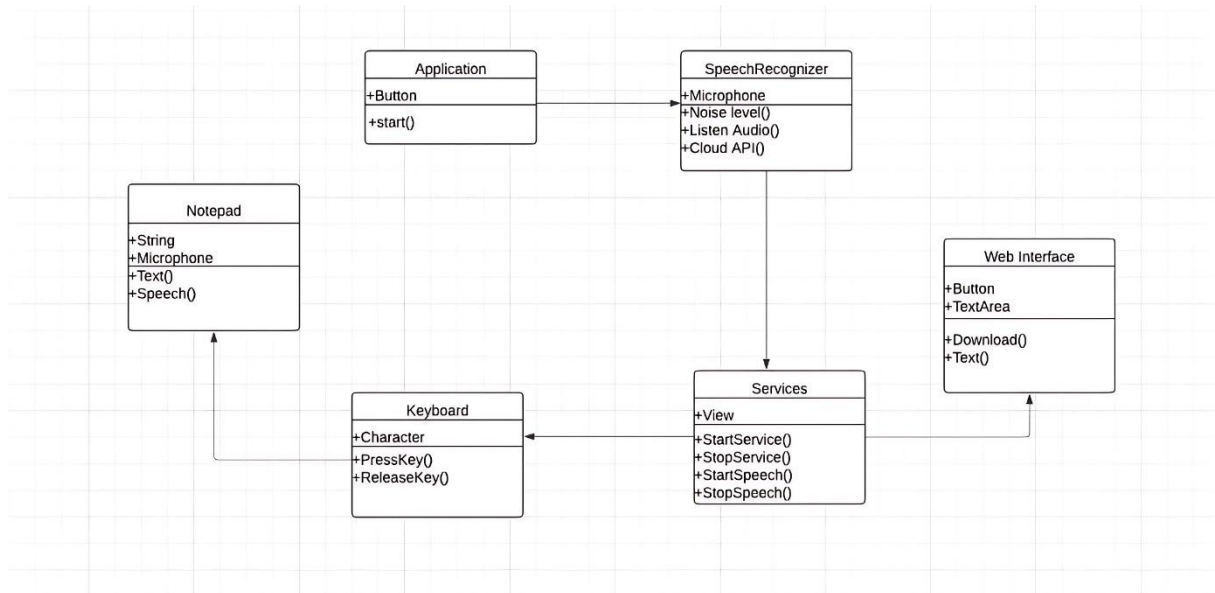 Application
+Button
+start()
SpeechRecognizer
+Microphone
+Noise level()
+Listen Audio()
+Cloud API()
Notepad
+String
+Microphone
+Text()
+Speech()
Web Interface
+Button
+TextArea
+Download()
+Text()
Keyboard
+Character
+PressKey()
+ReleaseKey()
Services
+View
+StartService()
+StopService()
+StartSpeech()
+StopSpeech()